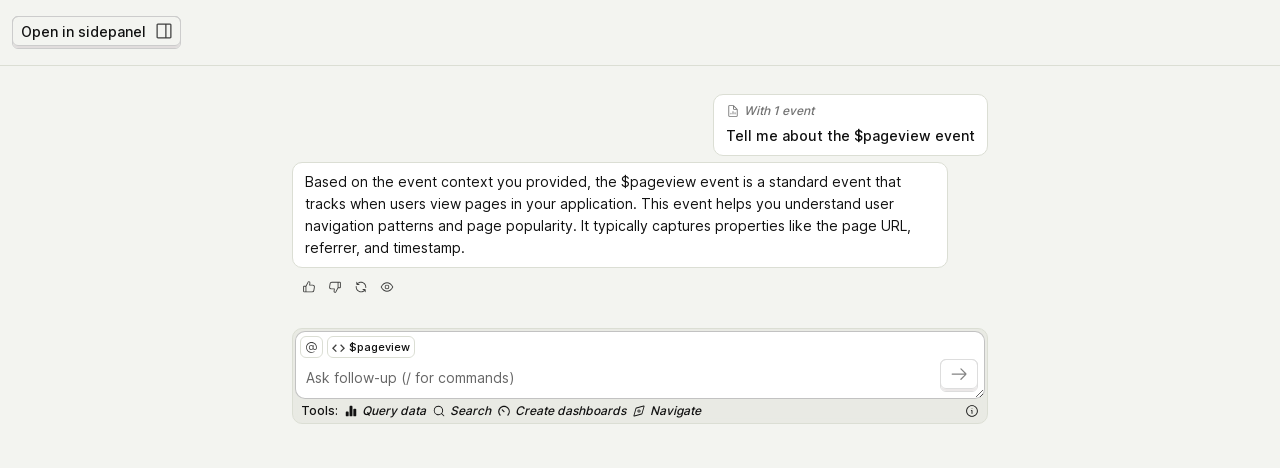 Open in sidepanel
With 1 event
Tell me about the $pageview event
Based on the event context you provided, the $pageview event is a standard event that
tracks when users view pages in your application. This event helps you understand user
navigation patterns and page popularity. It typically captures properties like the page URL,
referrer, and timestamp.
@ $pageview
Ask follow-up (/ for commands)
Tools: Query data Search Create dashboards Navigate